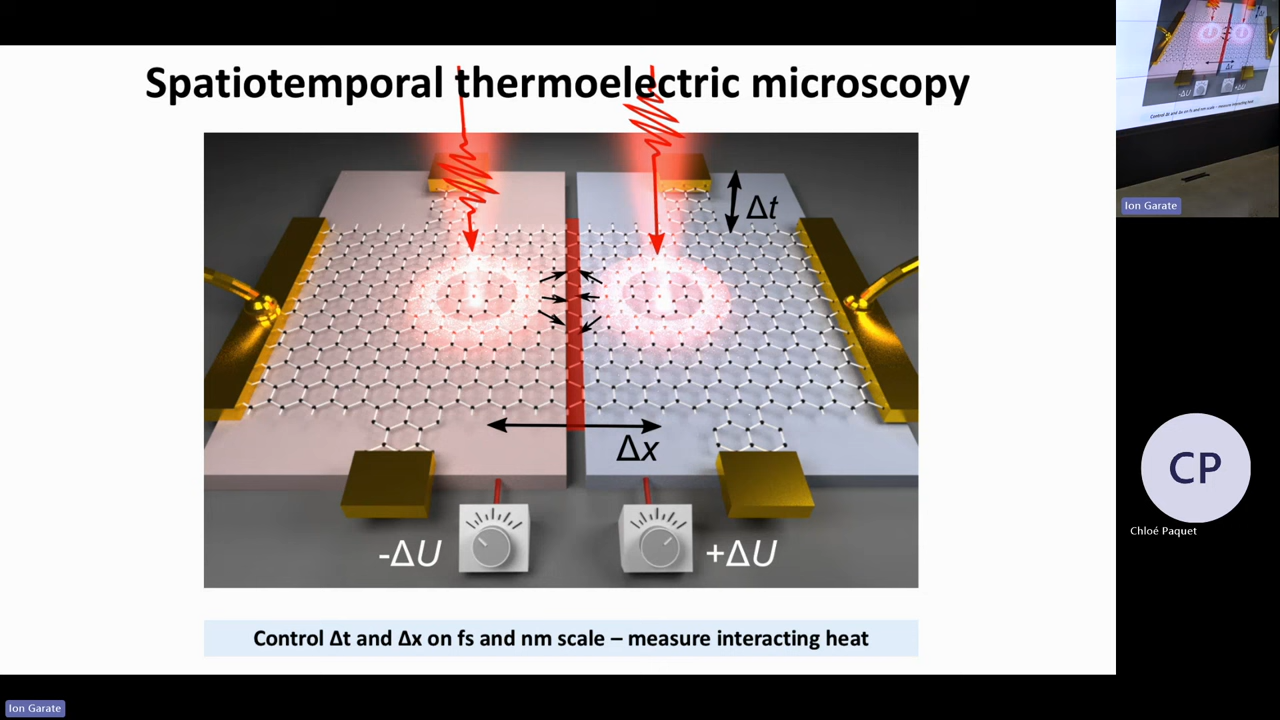 Spatiotemporal thermoelectric microscopy
Δt
Δx
-ΔU
+ΔU
Control Δt and Δx on fs and nm scale – measure interacting heat
Ion Garate
CP
Chloé Paquet
Ion Garate